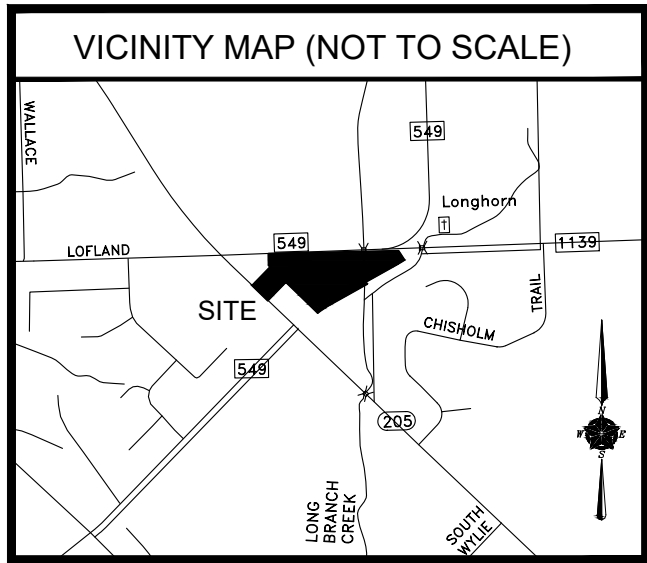 VICINITY MAP (NOT TO SCALE)
WALLACE
549
Longhorn
†
LOFLAND
549
1139
SITE
TRAIL
CHISHOLM
549
205
N
W
E
S
LONG
BRANCH
CREEK
SOUTH
WYLIE